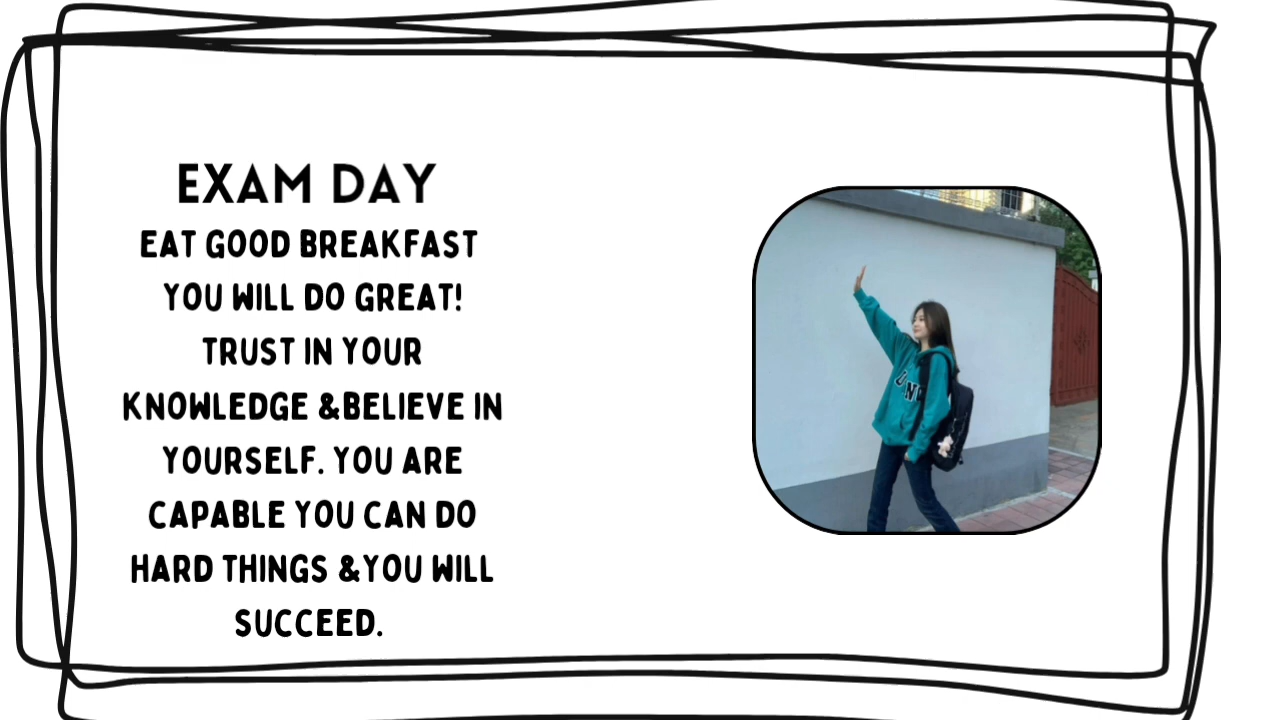 EXAM DAY
EAT GOOD BREAKFAST
YOU WILL DO GREAT!
TRUST IN YOUR
KNOWLEDGE &BELIEVE IN
YOURSELF. YOU ARE
CAPABLE YOU CAN DO
HARD THINGS &YOU WILL
SUCCEED.